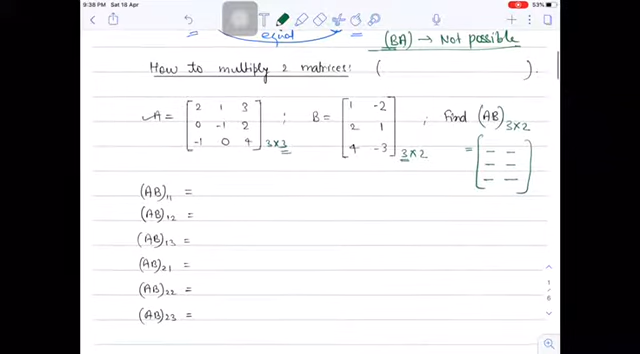 9:38 PM Sat 18 Apr
53%
equal
(BA) → Not possible
How to multiply 2 matrices: ( ).
A = [ 2 1 3 ; B = [ 1 -2 ; Find (AB)3×2
0 -1 2 2 1
-1 0 4 ]3×3 4 -3 ]3×2 = [ — —
— —
— — ]
(AB)11 =
(AB)12 =
(AB)13 =
(AB)21 =
(AB)22 =
(AB)23 =
1
/
6